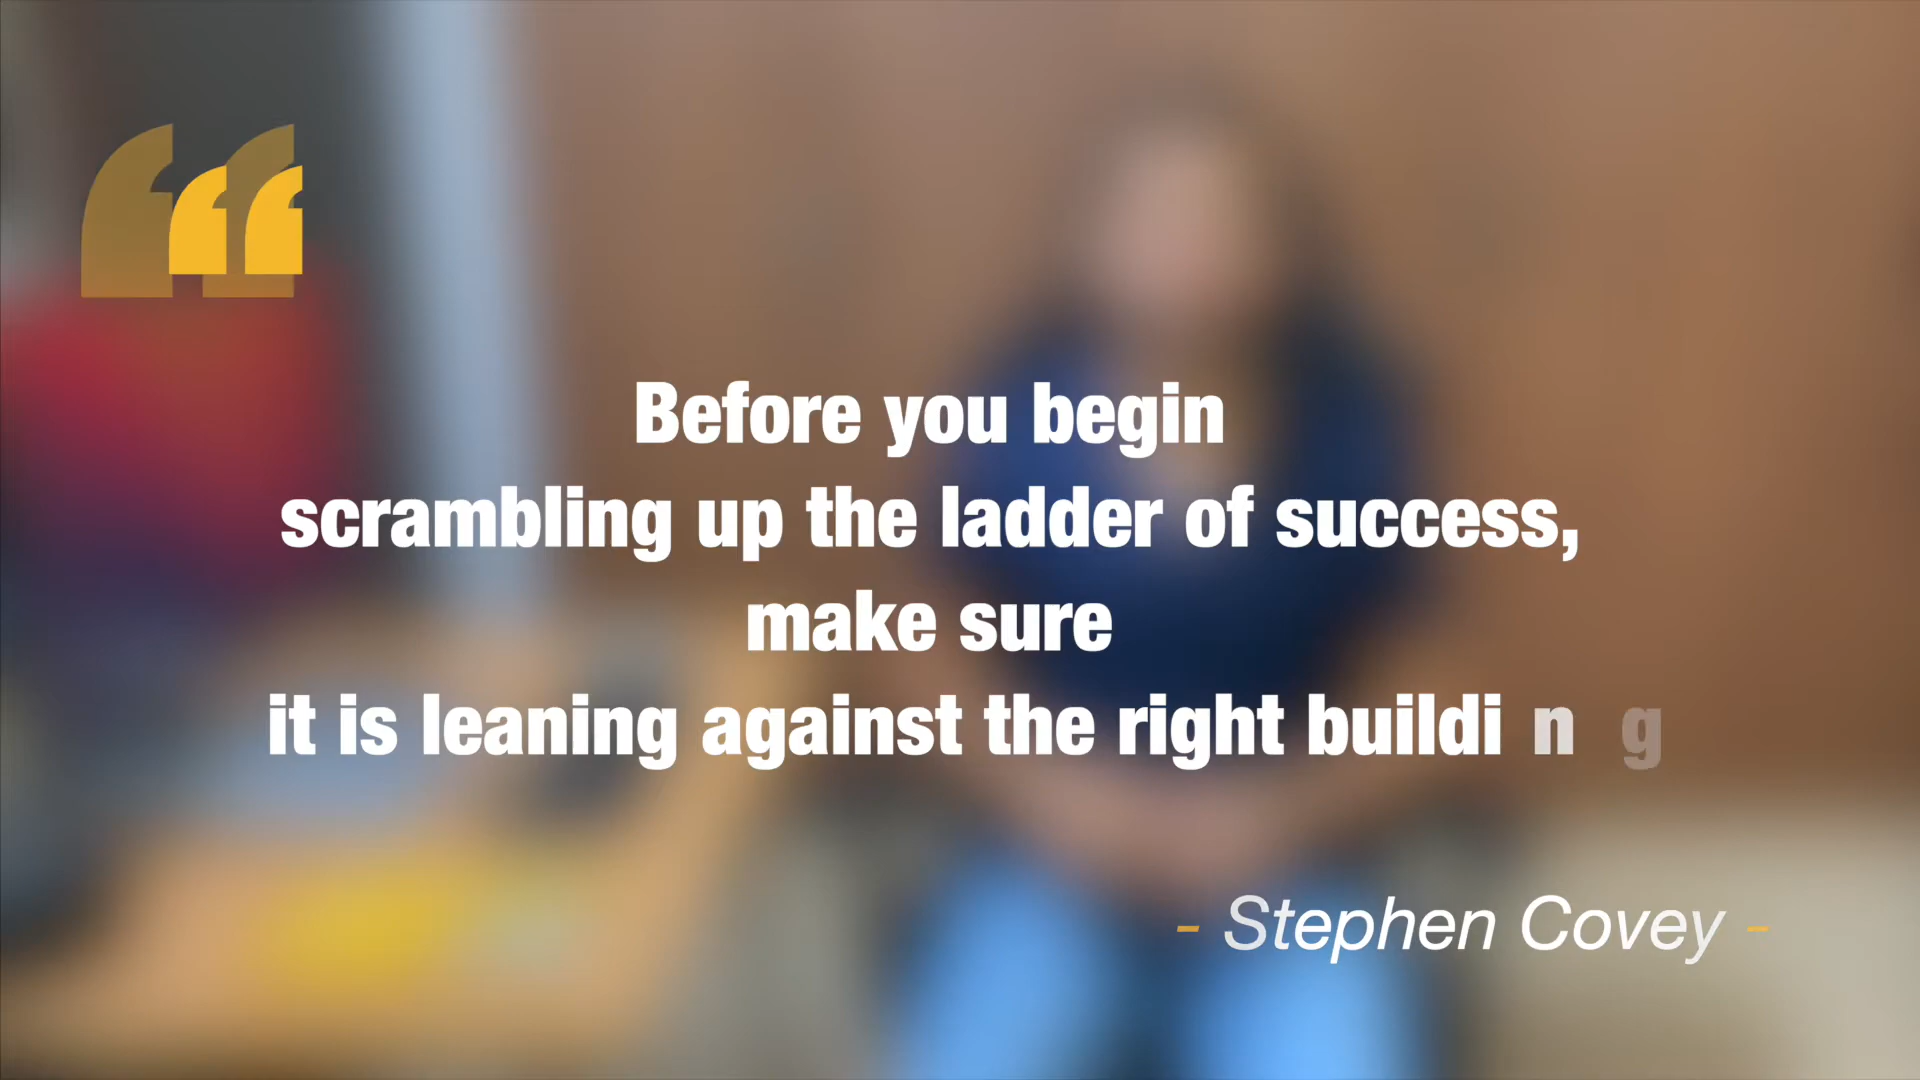 Before you begin
scrambling up the ladder of success,
make sure
it is leaning against the right building
- Stephen Covey -